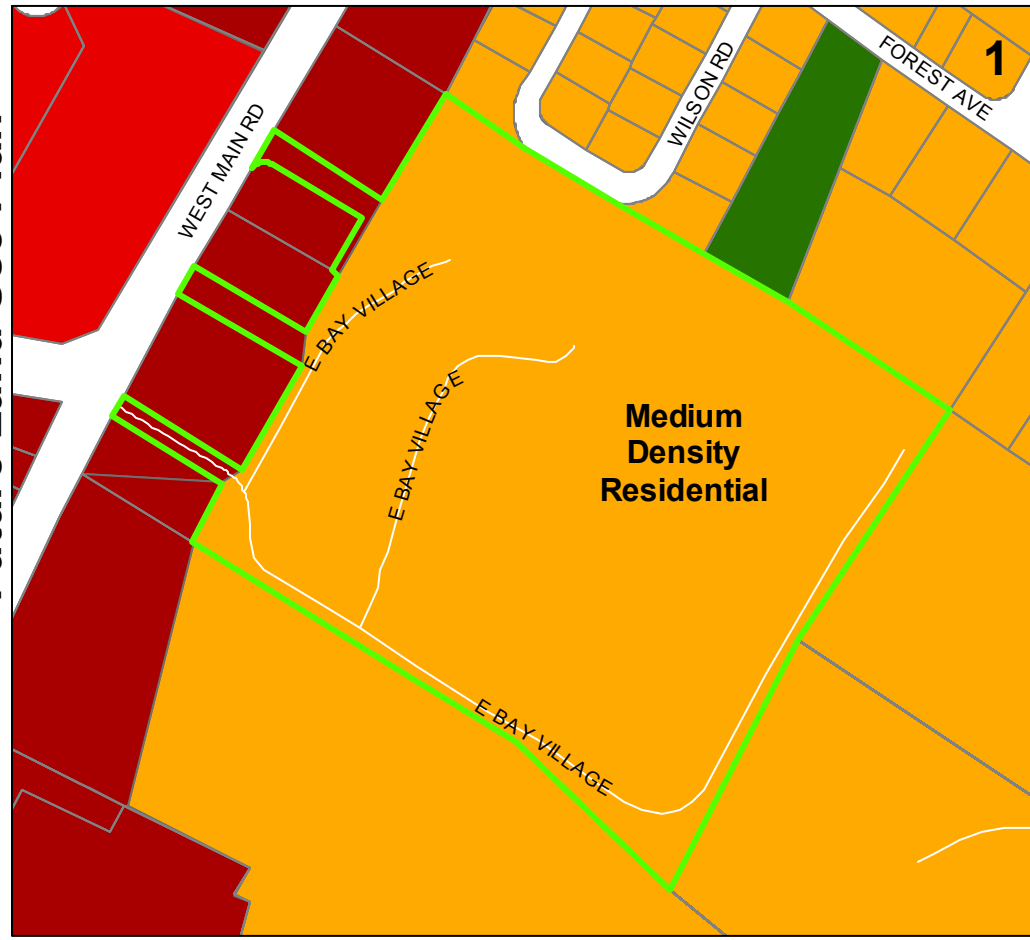 FOREST AVE
1
WILSON RD
WEST MAIN RD
E BAY VILLAGE
E BAY VILLAGE
Medium
Density
Residential
E BAY VILLAGE